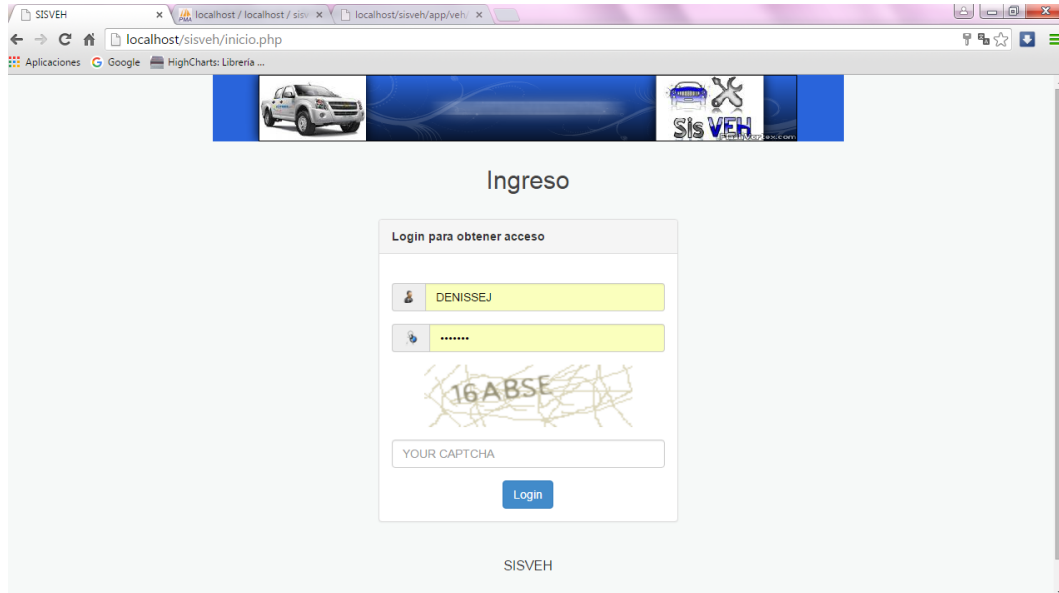 SISVEH
localhost / localhost / sisv
localhost/sisveh/app/veh/
localhost/sisveh/inicio.php
Aplicaciones
Google
HighCharts: Librería ...
Sis VEH
Ingreso
Login para obtener acceso
DENISSEJ
•••••••
16ABSE
YOUR CAPTCHA
Login
SISVEH